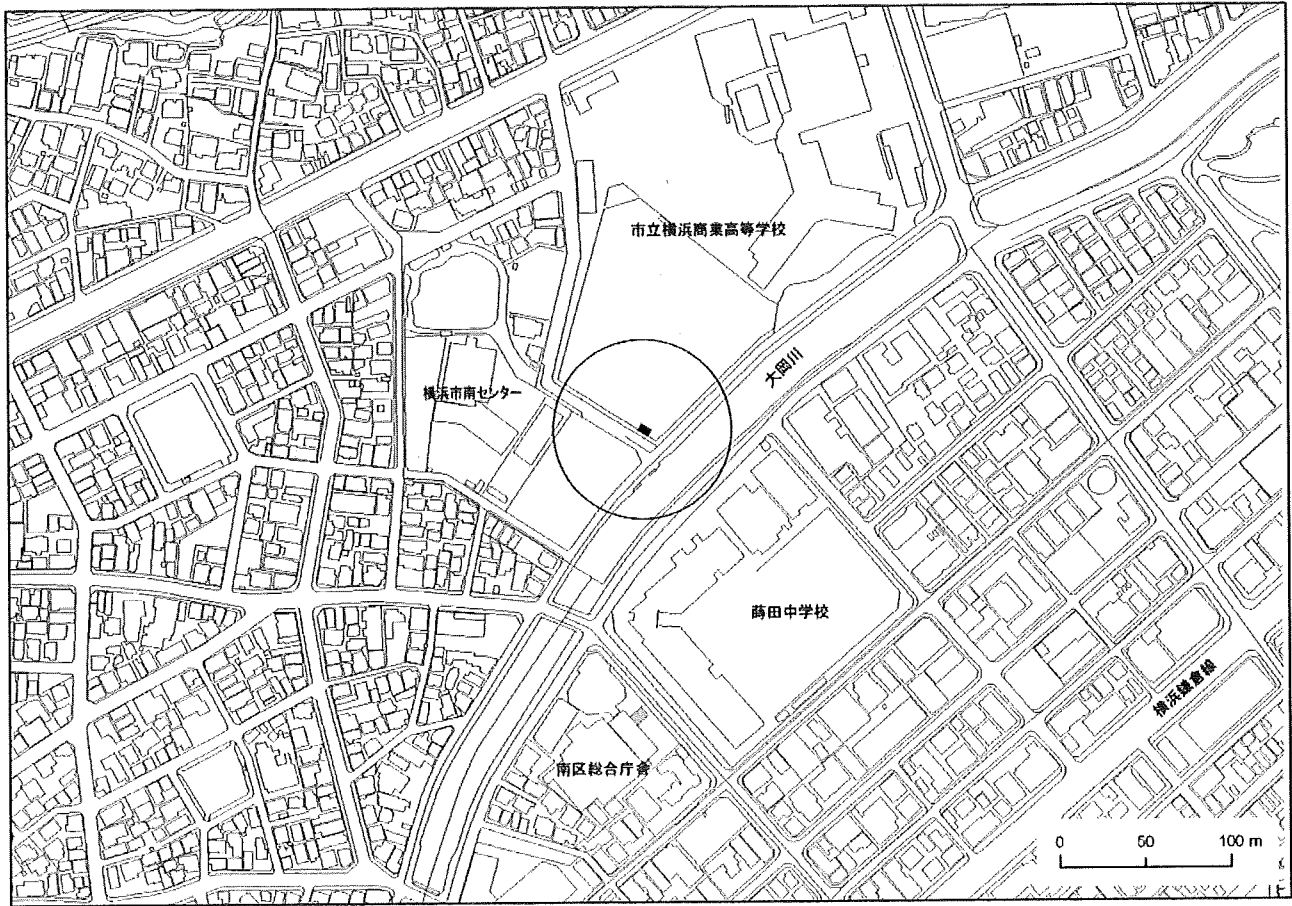 市立横浜商業高等学校
大岡川
横浜市南センター
蒔田中学校
横浜鎌倉線
南区総合庁舎
0 50 100 m